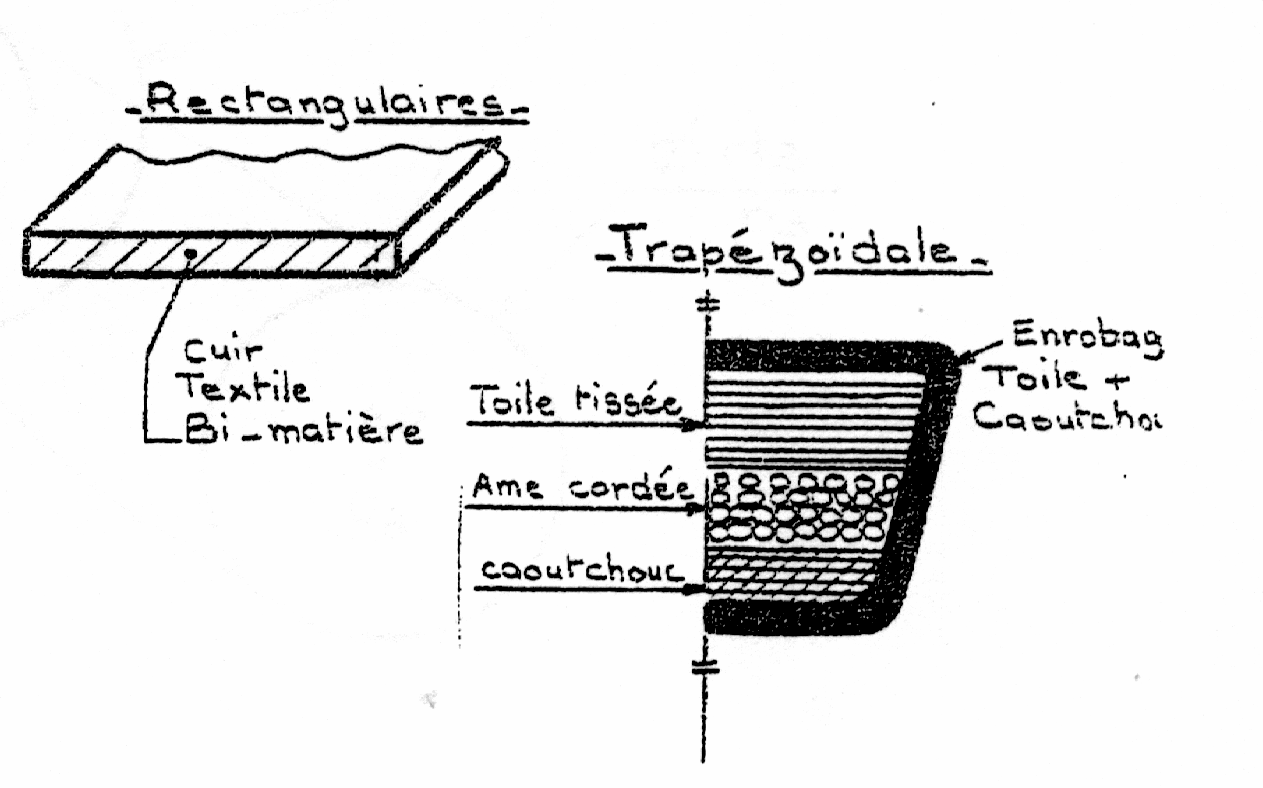 -Rectangulaires-
Cuir
Textile
Bi-matière
-Trapézoïdale-
Enrobag
Toile +
Caoutchou
Toile tissée
Ame cordée
caoutchouc